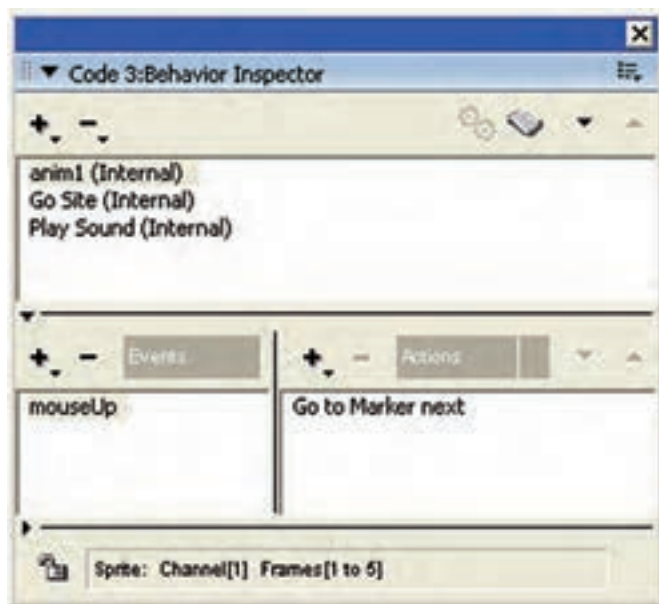 Code 3:Behavior Inspector
anim1 (Internal)
Go Site (Internal)
Play Sound (Internal)
Events
Actions
mouseUp
Go to Marker next
Sprite: Channel[1] Frames[1 to 5]